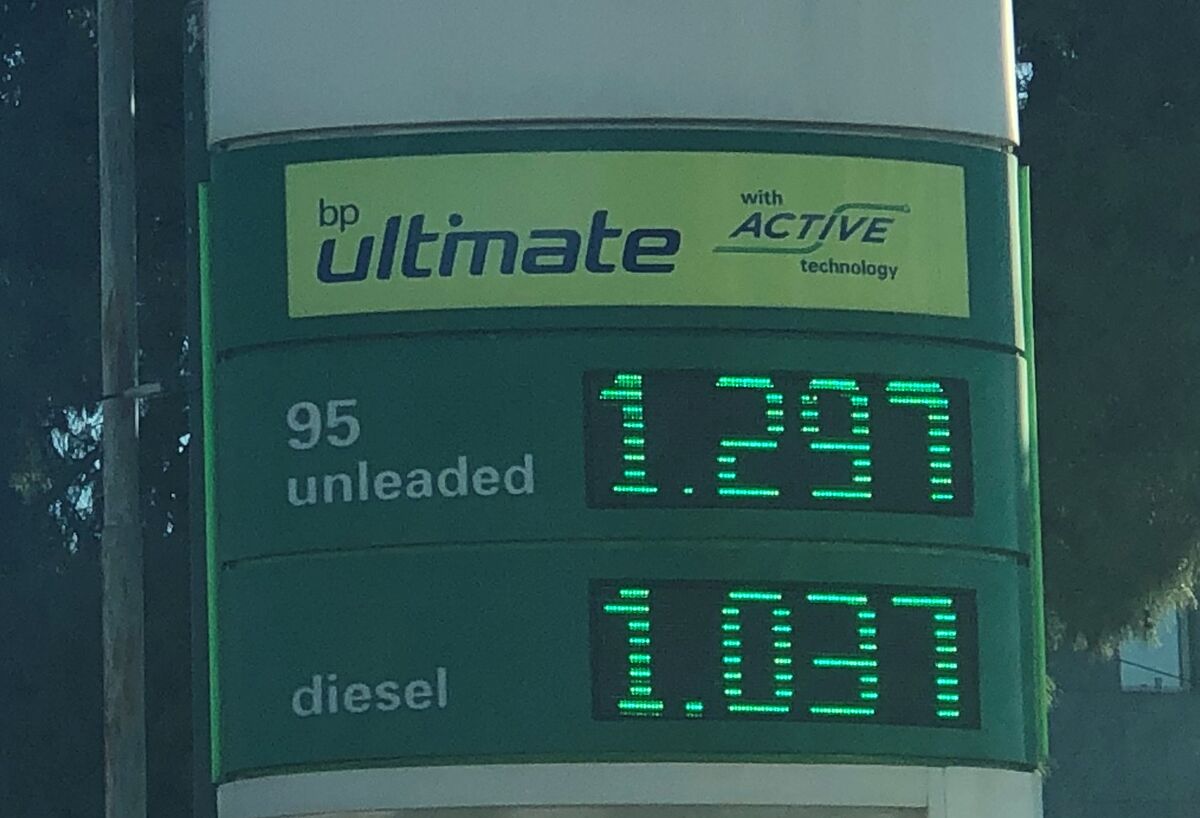 bp
ultimate
with
ACTIVE
technology
95
unleaded
1.297
diesel
1.037